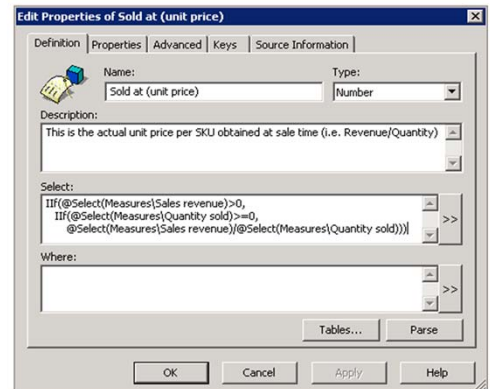 Edit Properties of Sold at (unit price)
Definition Properties Advanced Keys Source Information
Name: Type:
Sold at (unit price) Number
Description:
This is the actual unit price per SKU obtained at sale time (i.e. Revenue/Quantity)
Select:
IIf(@Select(Measures\Sales revenue)>0,
IIf(@Select(Measures\Quantity sold)>=0,
@Select(Measures\Sales revenue)/@Select(Measures\Quantity sold)))
>>
Where:
>>
Tables... Parse
OK Cancel Apply Help